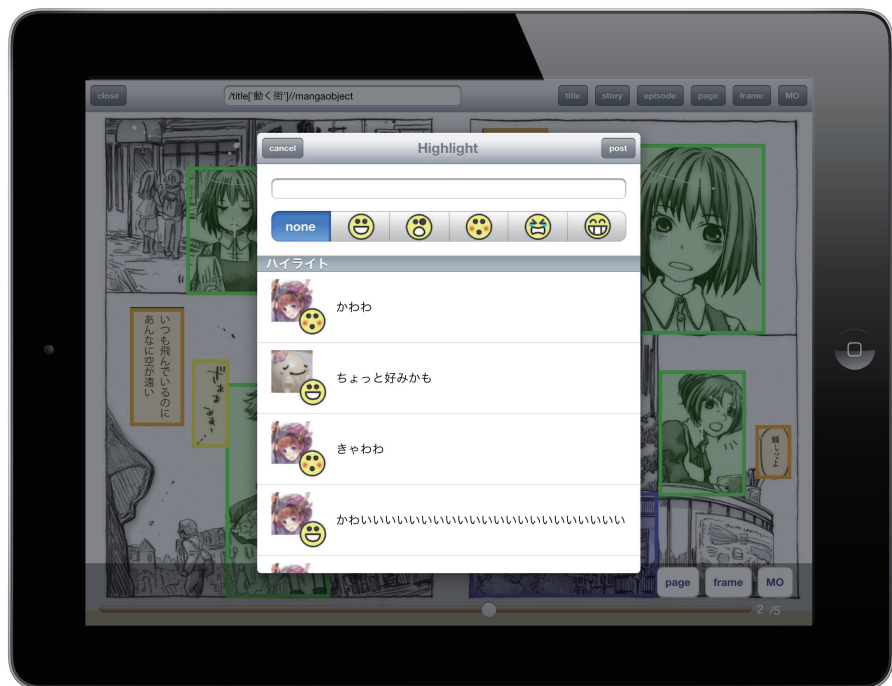 close
/title['動く街']//mangaobject
title
story
episode
page
frame
MO
cancel
Highlight
post
none
ハイライト
かわわ
ちょっと好みかも
きゃわわ
かわいいいいいいいいいいいいいいいいいいいいいい
いつも飛んでいるのに
あんなに空が遠い
page
frame
MO
2 /5